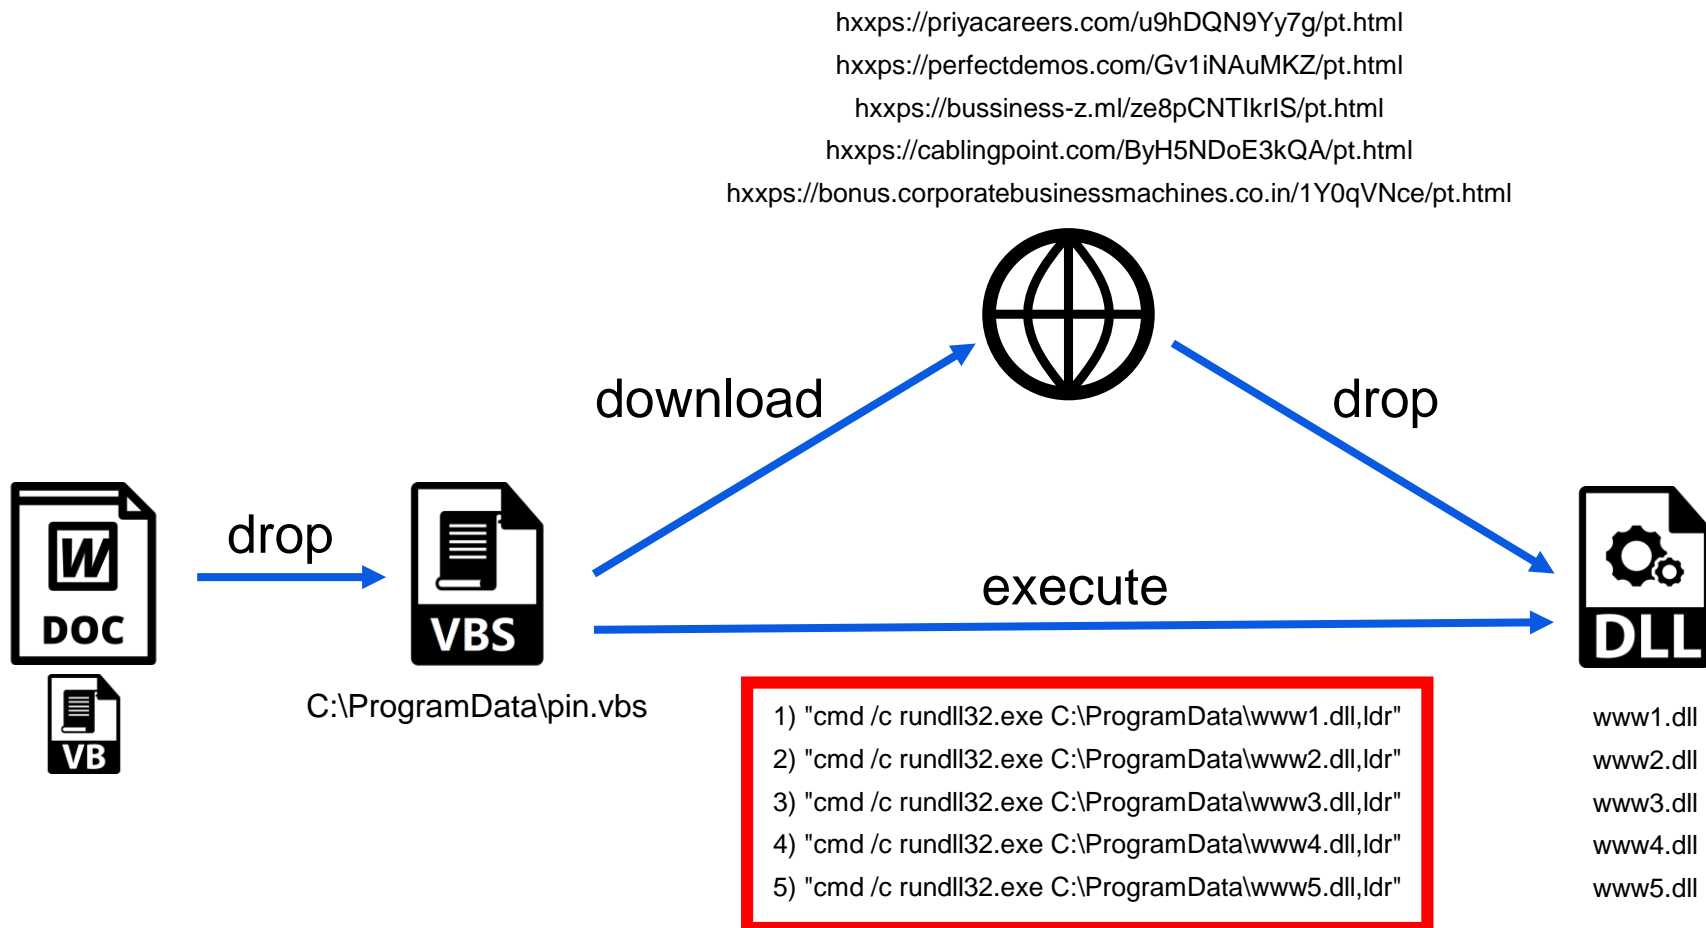 hxxps://priyacareers.com/u9hDQN9Yy7g/pt.html
hxxps://perfectdemos.com/Gv1iNAuMKZ/pt.html
hxxps://bussiness-z.ml/ze8pCNTIkrIS/pt.html
hxxps://cablingpoint.com/ByH5NDoE3kQA/pt.html
hxxps://bonus.corporatebusinessmachines.co.in/1Y0qVNce/pt.html
download
drop
drop
execute
W
DOC
VBS
DLL
VB
C:\ProgramData\pin.vbs
1) "cmd /c rundll32.exe C:\ProgramData\www1.dll,ldr"
2) "cmd /c rundll32.exe C:\ProgramData\www2.dll,ldr"
3) "cmd /c rundll32.exe C:\ProgramData\www3.dll,ldr"
4) "cmd /c rundll32.exe C:\ProgramData\www4.dll,ldr"
5) "cmd /c rundll32.exe C:\ProgramData\www5.dll,ldr"
www1.dll
www2.dll
www3.dll
www4.dll
www5.dll